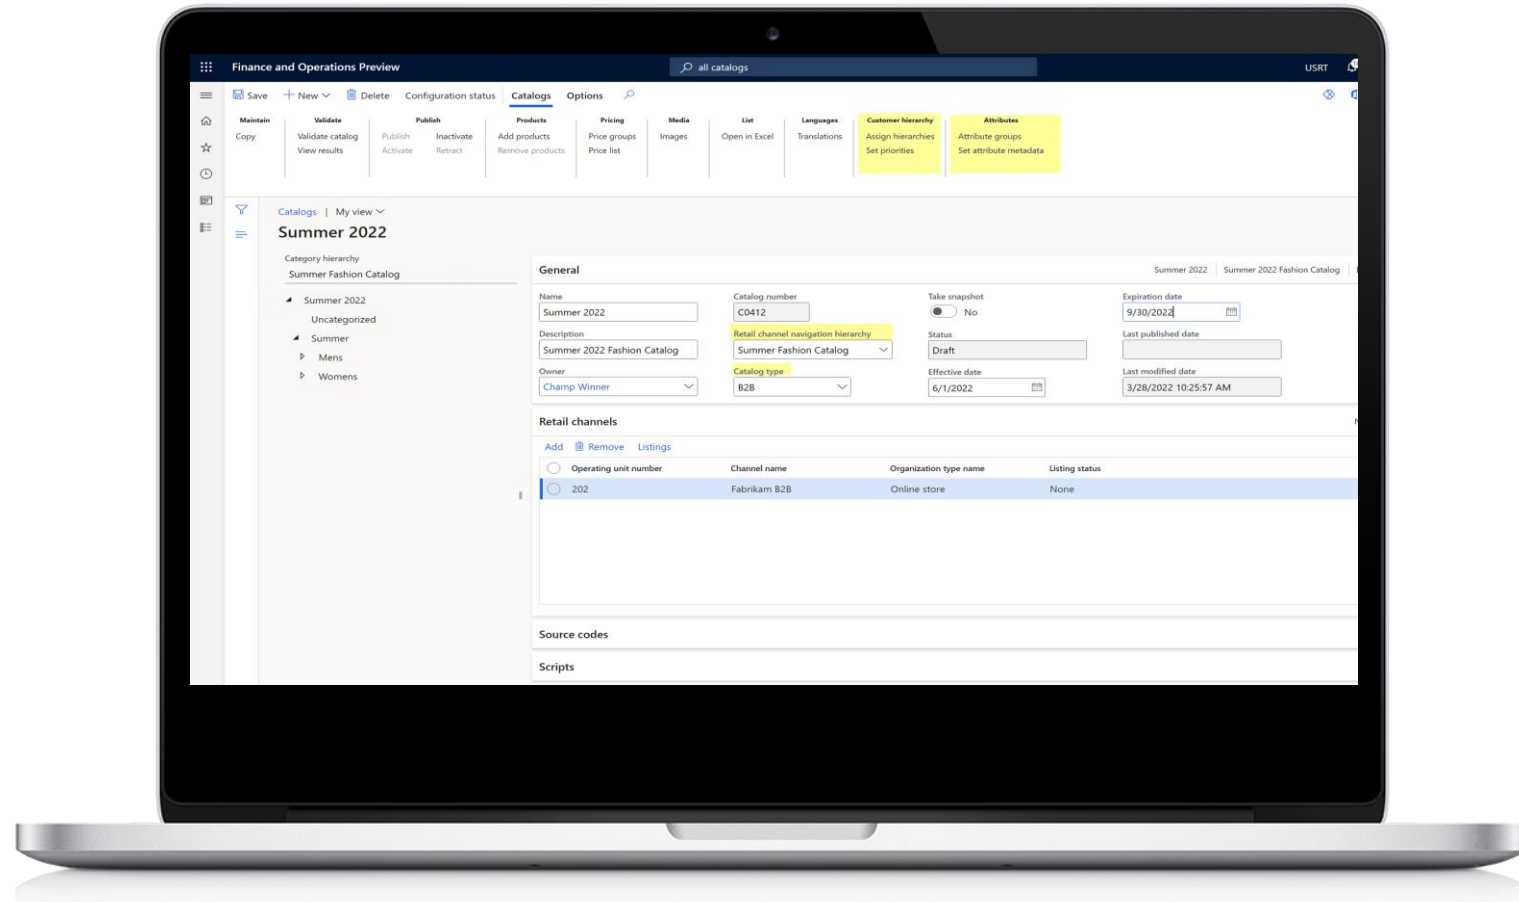 Finance and Operations Preview
all catalogs
USRT
Save New Delete Configuration status Catalogs Options
Maintain Validate Publish Products Pricing Media List Languages Customer hierarchy Attributes
Copy Validate catalog Publish Inactivate Add products Price groups Images Open in Excel Translations Assign hierarchies Attribute groups
View results Activate Retract Remove products Price list Set priorities Set attribute metadata
Catalogs | My view
Summer 2022
Category hierarchy
Summer Fashion Catalog
Summer 2022
Uncategorized
Summer
Mens
Womens
General Summer 2022 Summer 2022 Fashion Catalog
Name Catalog number Take snapshot Expiration date
Summer 2022 C0412 No 9/30/2022
Description Retail channel navigation hierarchy Status Last published date
Summer 2022 Fashion Catalog Summer Fashion Catalog Draft
Owner Catalog type Effective date Last modified date
Champ Winner B2B 6/1/2022 3/28/2022 10:25:57 AM
Retail channels
Add Remove Listings
Operating unit number Channel name Organization type name Listing status
202 Fabrikam B2B Online store None
Source codes
Scripts